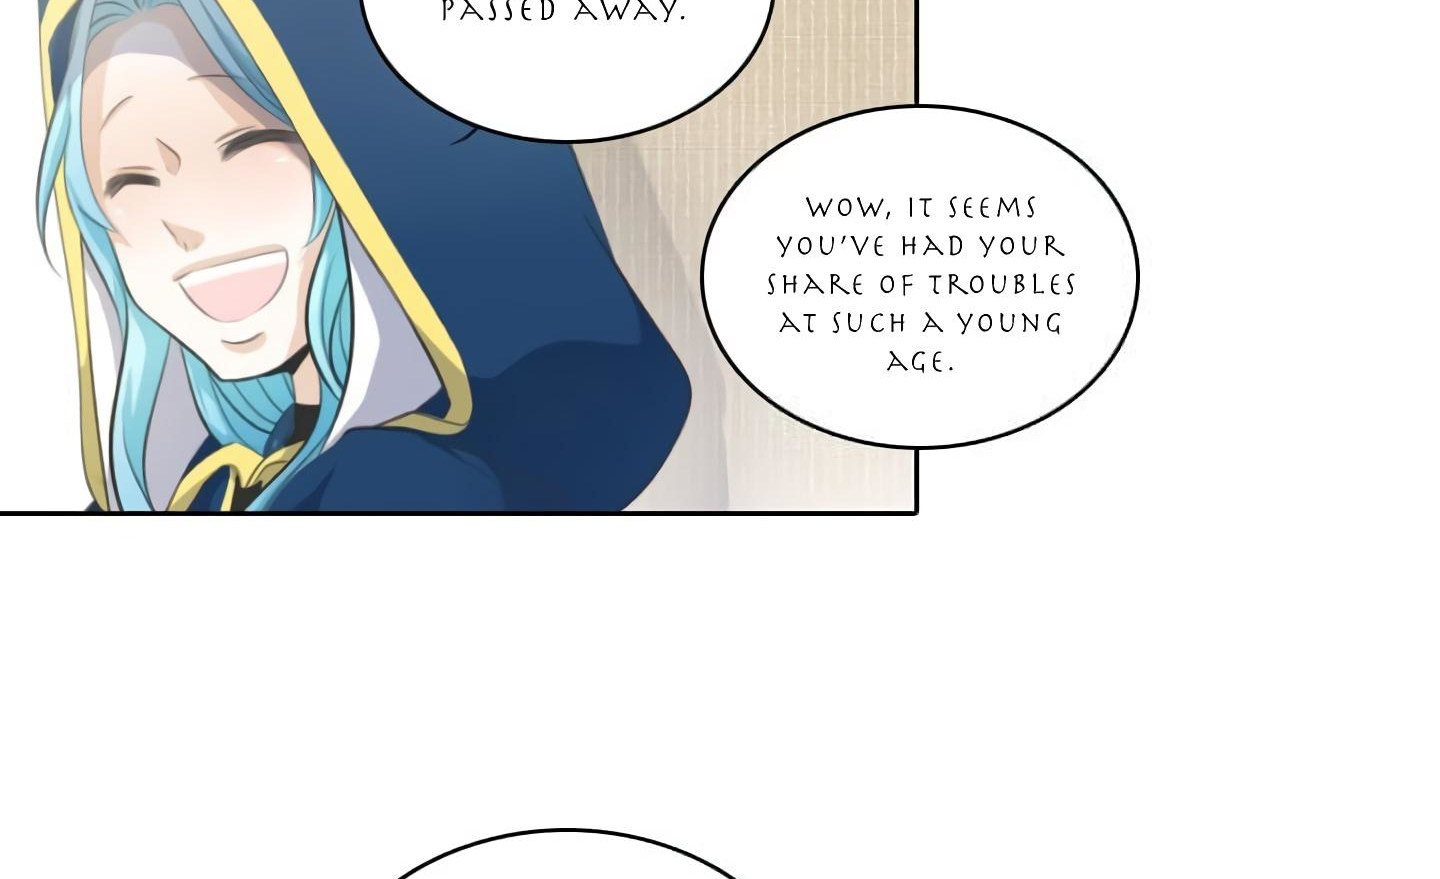 PASSED AWAY.
WOW, IT SEEMS
YOU'VE HAD YOUR
SHARE OF TROUBLES
AT SUCH A YOUNG
AGE.